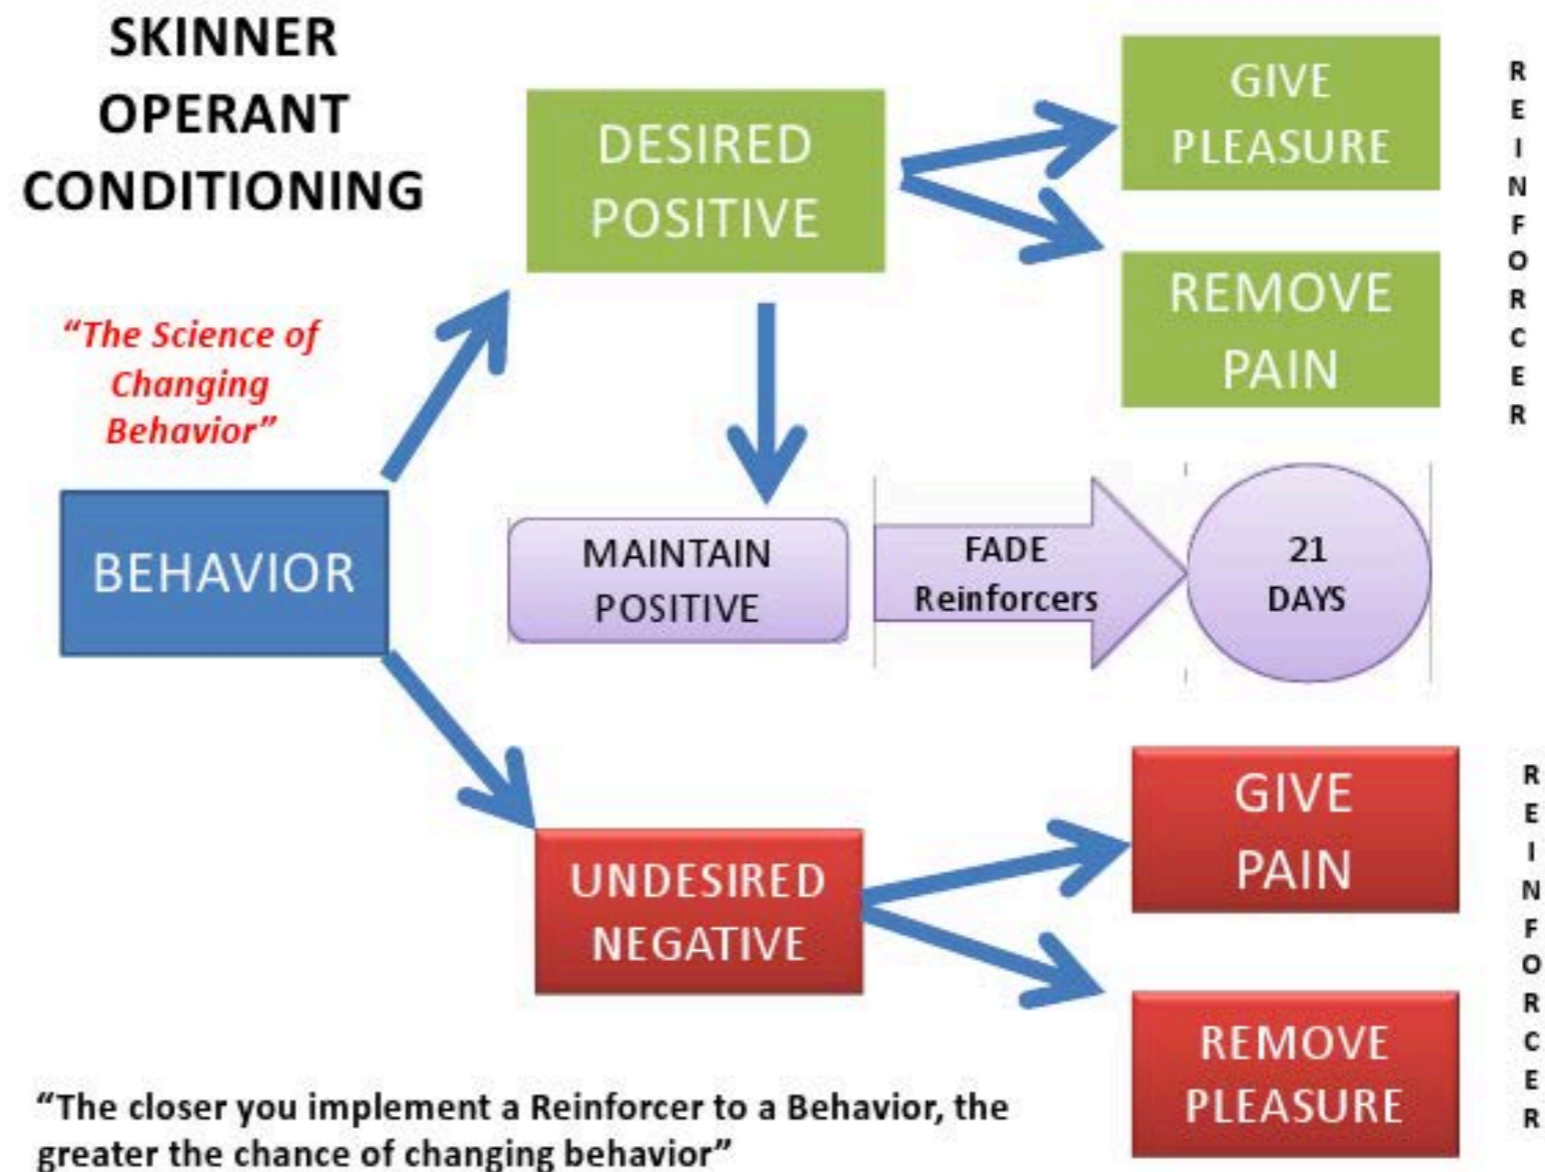 SKINNER
OPERANT
CONDITIONING
“The Science of
Changing
Behavior”
BEHAVIOR
DESIRED
POSITIVE
GIVE
PLEASURE
REMOVE
PAIN
REINFORCER
MAINTAIN
POSITIVE
FADE
Reinforcers
21
DAYS
UNDESIRED
NEGATIVE
GIVE
PAIN
REMOVE
PLEASURE
REINFORCER
“The closer you implement a Reinforcer to a Behavior, the
greater the chance of changing behavior”